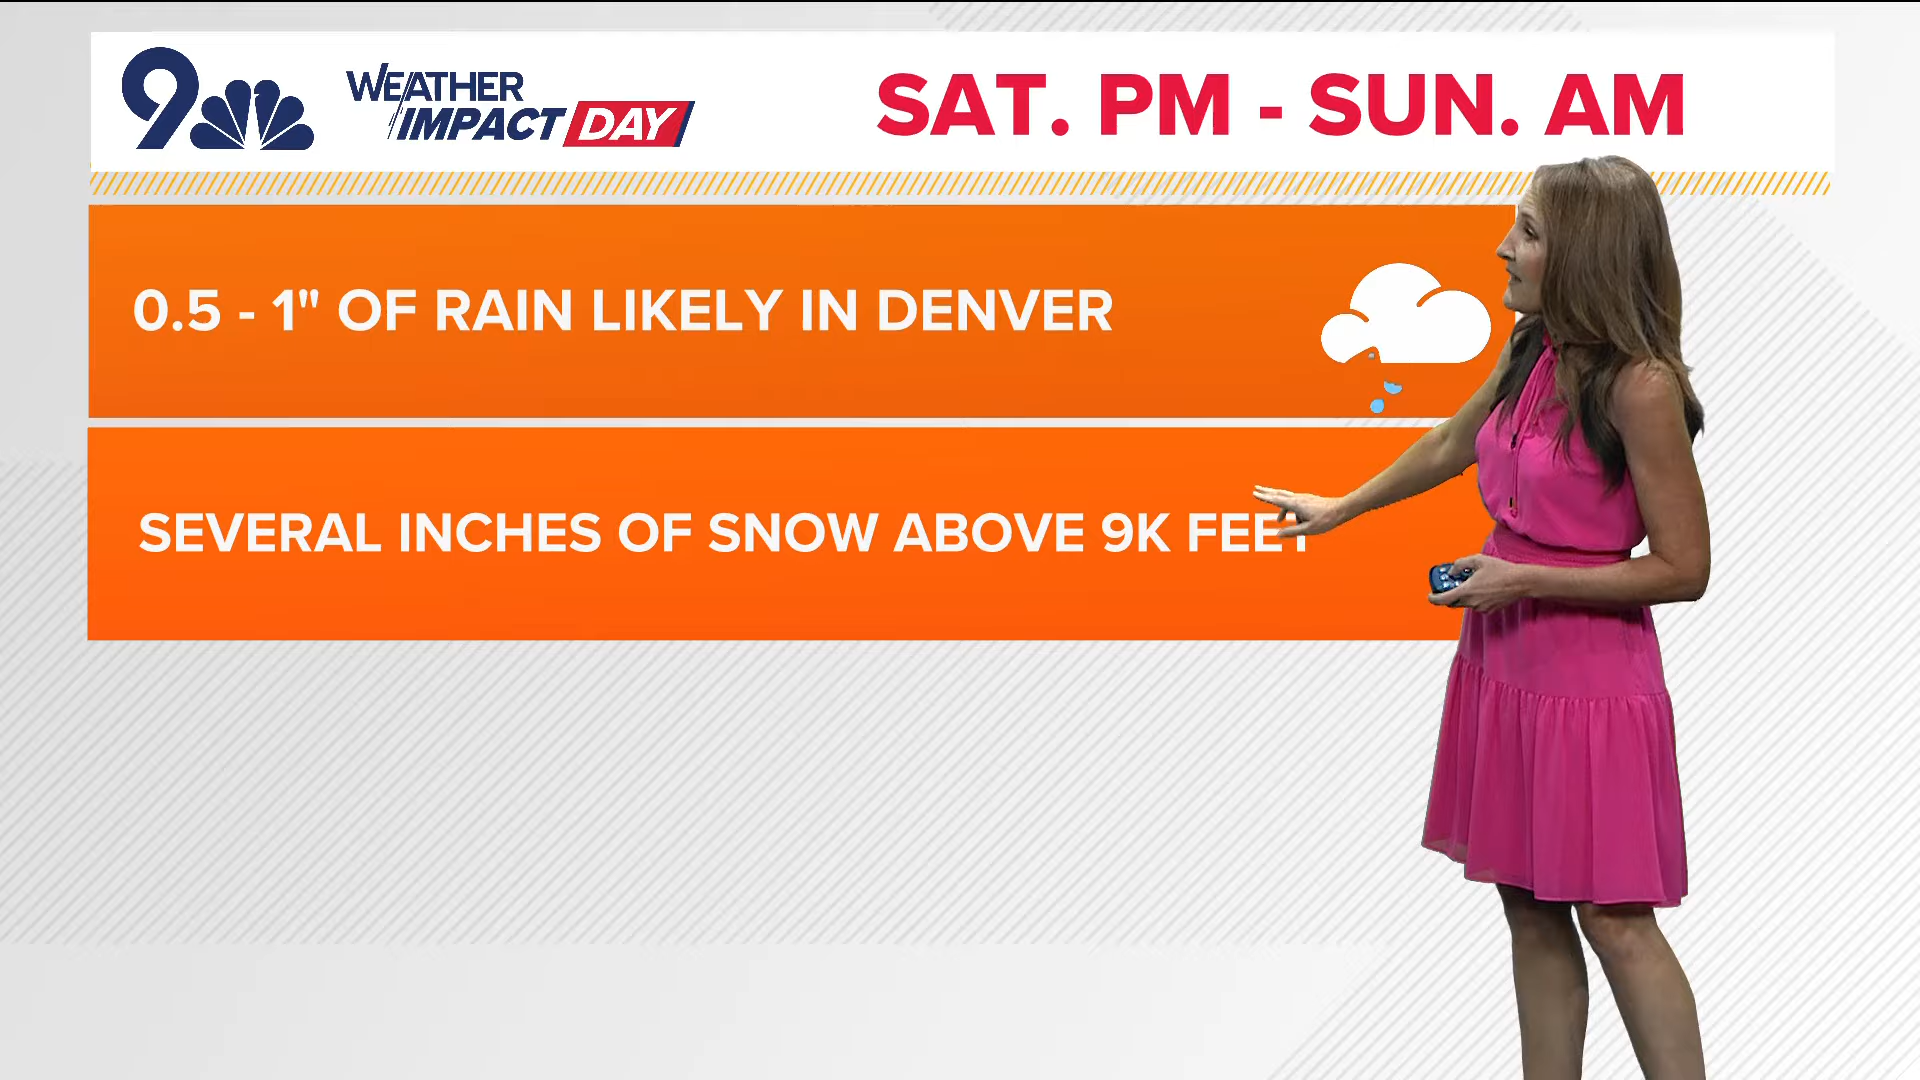 9
WEATHER
IMPACT DAY
SAT. PM - SUN. AM
0.5 - 1" OF RAIN LIKELY IN DENVER
SEVERAL INCHES OF SNOW ABOVE 9K FEET